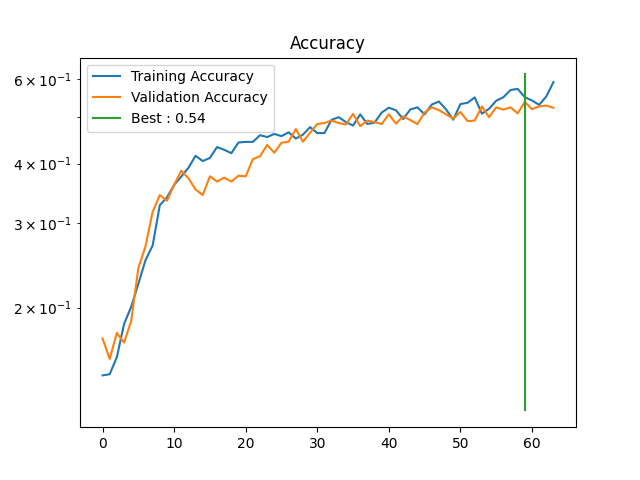 Accuracy
Training Accuracy
Validation Accuracy
Best : 0.54
6 × 10⁻¹
4 × 10⁻¹
3 × 10⁻¹
2 × 10⁻¹
0 10 20 30 40 50 60